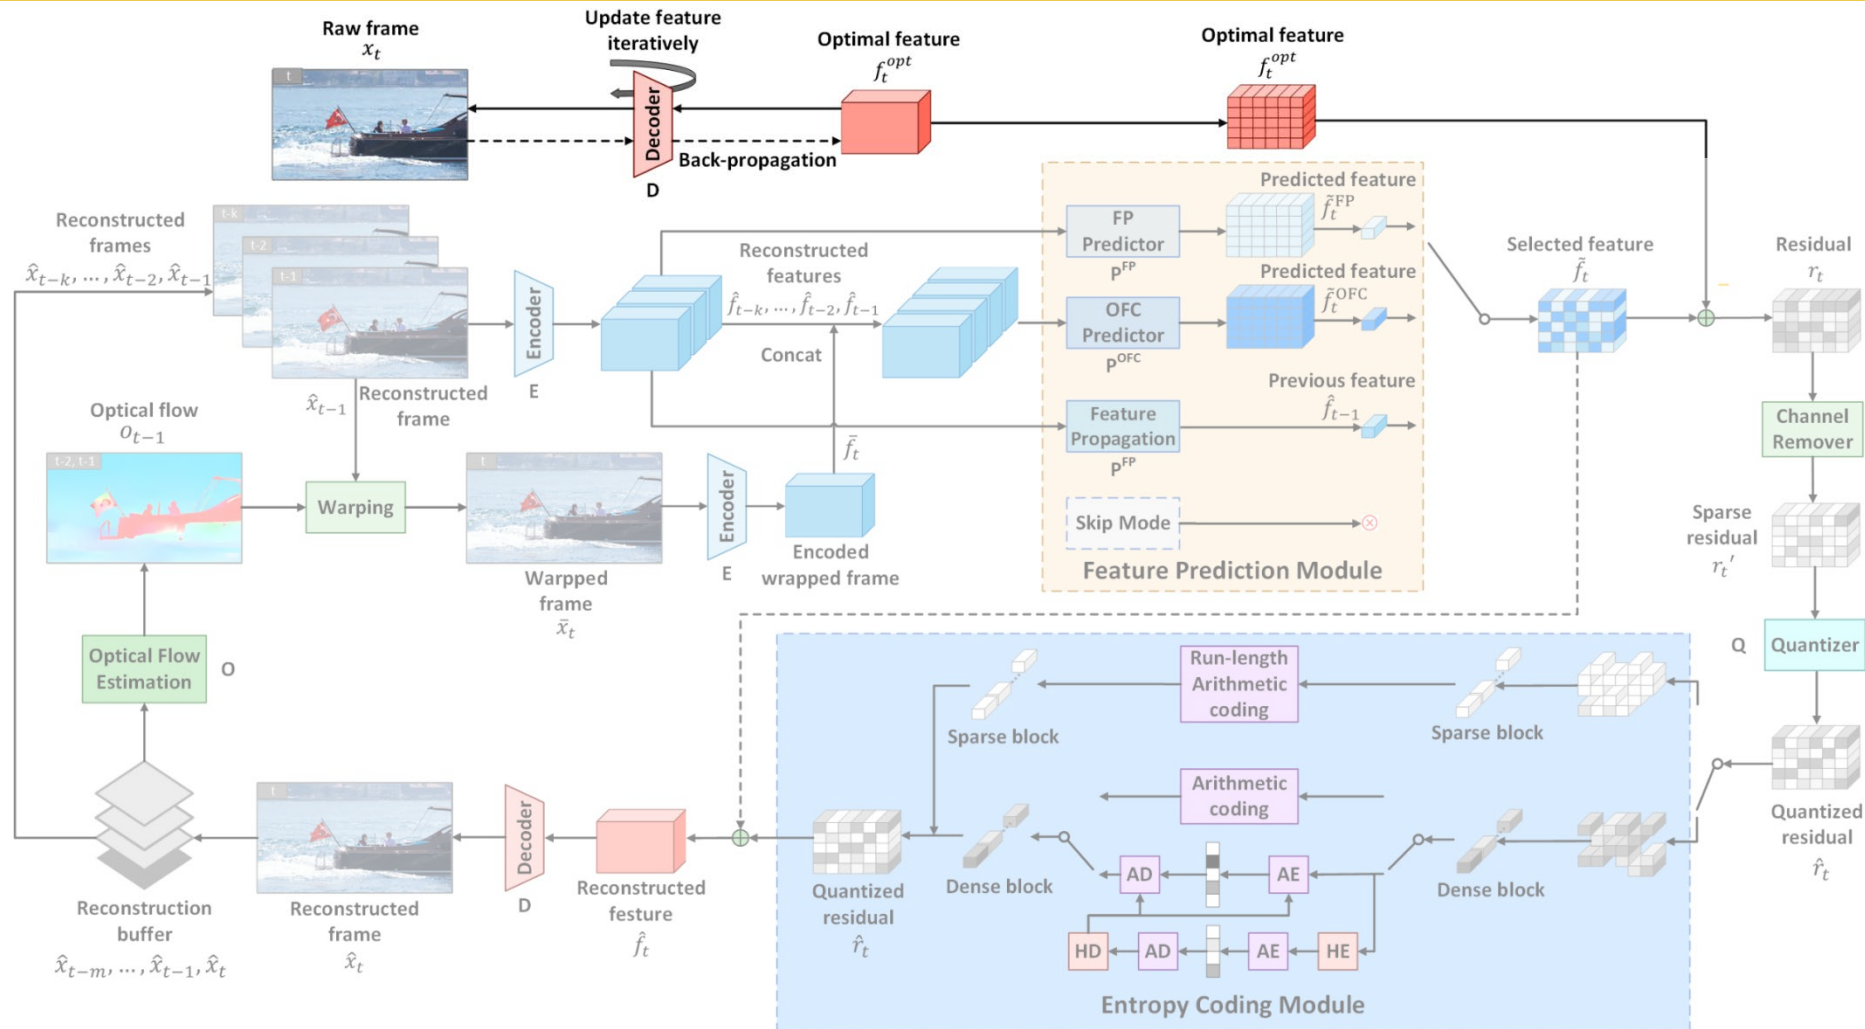 Raw frame
x_t
Update feature
iteratively
Optimal feature
f_t^{opt}
Optimal feature
f_t^{opt}
t
Decoder
Back-propagation
D
Reconstructed
frames
x̂_{t-k}, ..., x̂_{t-2}, x̂_{t-1}
t-k
t-2
t-1
Encoder
E
Reconstructed
features
f̂_{t-k}, ..., f̂_{t-2}, f̂_{t-1}
Concat
FP
Predictor
P^{FP}
Predicted feature
f̃_t^{FP}
OFC
Predictor
P^{OFC}
Predicted feature
f̃_t^{OFC}
Feature
Propagation
P^{FP}
Previous feature
f̂_{t-1}
Skip Mode
Feature Prediction Module
Selected feature
f̃_t
Residual
r_t
−
Channel
Remover
Sparse
residual
r_t'
Q
Quantizer
Quantized
residual
r̂_t
x̂_{t-1}
Reconstructed
frame
Optical flow
o_{t-1}
t-2, t-1
Warping
t
Warpped
frame
x̄_t
Encoder
E
f̄_t
Encoded
wrapped frame
Optical Flow
Estimation
O
Reconstruction
buffer
x̂_{t-m}, ..., x̂_{t-1}, x̂_t
t
Reconstructed
frame
x̂_t
Decoder
D
Reconstructed
festure
f̂_t
Quantized
residual
r̂_t
Sparse block
Run-length
Arithmetic
coding
Sparse block
Arithmetic
coding
Dense block
AD
AE
Dense block
HD
AD
AE
HE
Entropy Coding Module